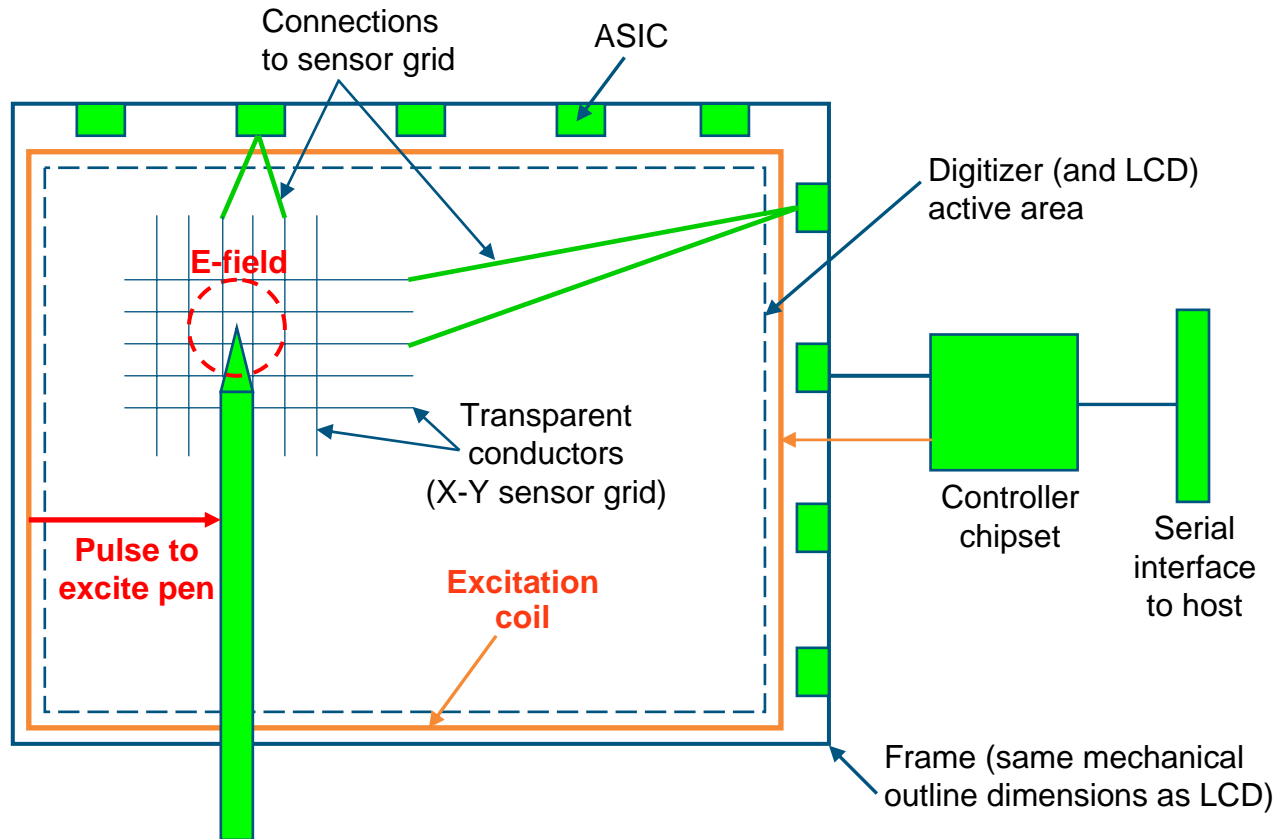 Connections
to sensor grid
ASIC
Digitizer (and LCD)
active area
E-field
Transparent
conductors
(X-Y sensor grid)
Controller
chipset
Serial
interface
to host
Pulse to
excite pen
Excitation
coil
Frame (same mechanical
outline dimensions as LCD)